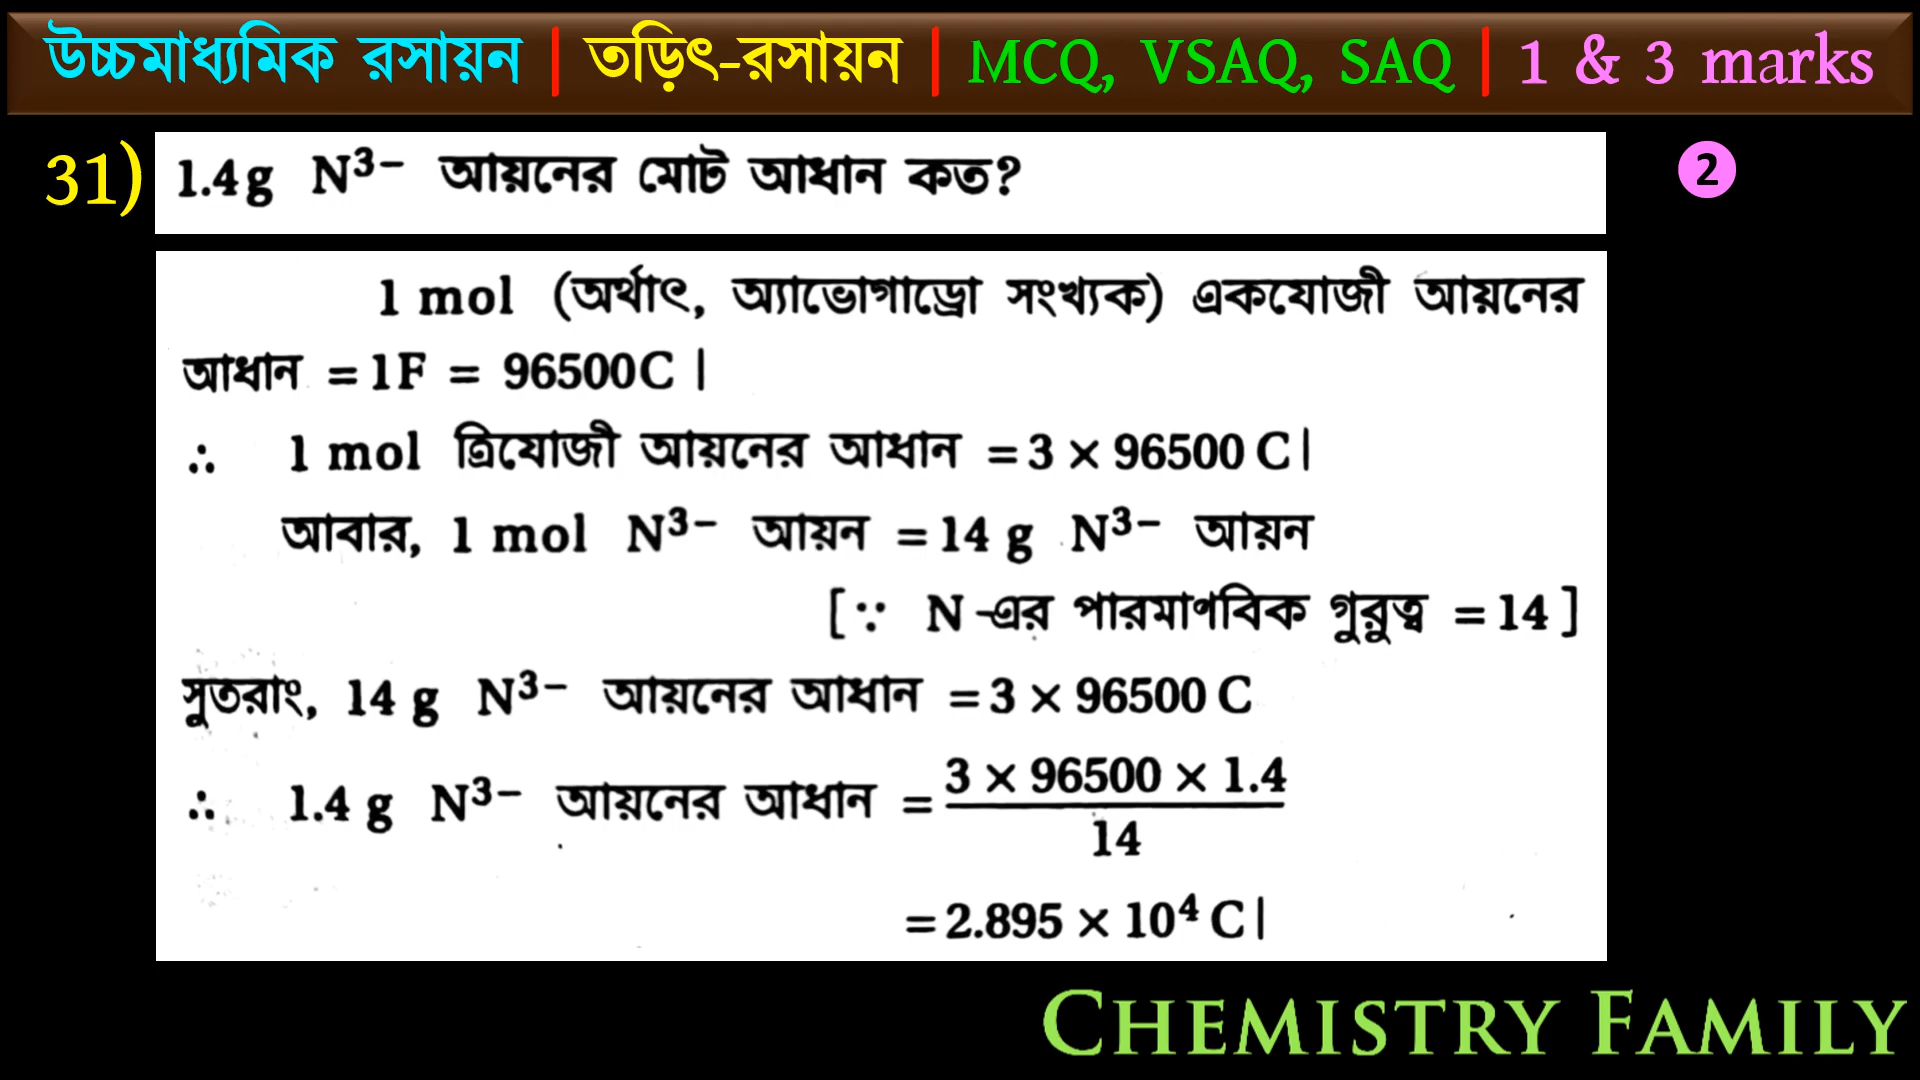 উচ্চমাধ্যমিক রসায়ন | তড়িৎ-রসায়ন | MCQ, VSAQ, SAQ | 1 & 3 marks
31) 1.4g N³⁻ আয়নের মোট আধান কত? 2
1 mol (অর্থাৎ, অ্যাভোগাড্রো সংখ্যক) একযোজী আয়নের
আধান = 1F = 96500C।
∴ 1 mol ত্রিযোজী আয়নের আধান = 3 × 96500 C।
আবার, 1 mol N³⁻ আয়ন = 14 g N³⁻ আয়ন
[∵ N-এর পারমাণবিক গুরুত্ব = 14]
সুতরাং, 14 g N³⁻ আয়নের আধান = 3 × 96500 C
∴ 1.4 g N³⁻ আয়নের আধান = 3 × 96500 × 1.4
14
= 2.895 × 10⁴ C।
CHEMISTRY FAMILY